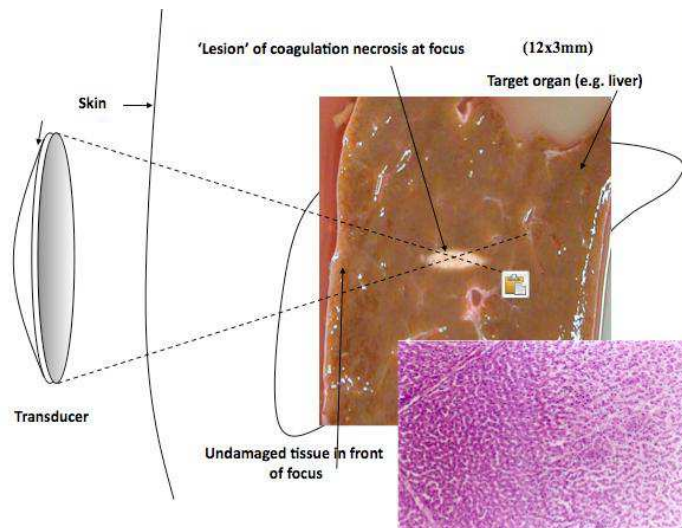 'Lesion' of coagulation necrosis at focus
(12x3mm)
Target organ (e.g. liver)
Skin
Transducer
Undamaged tissue in front
of focus